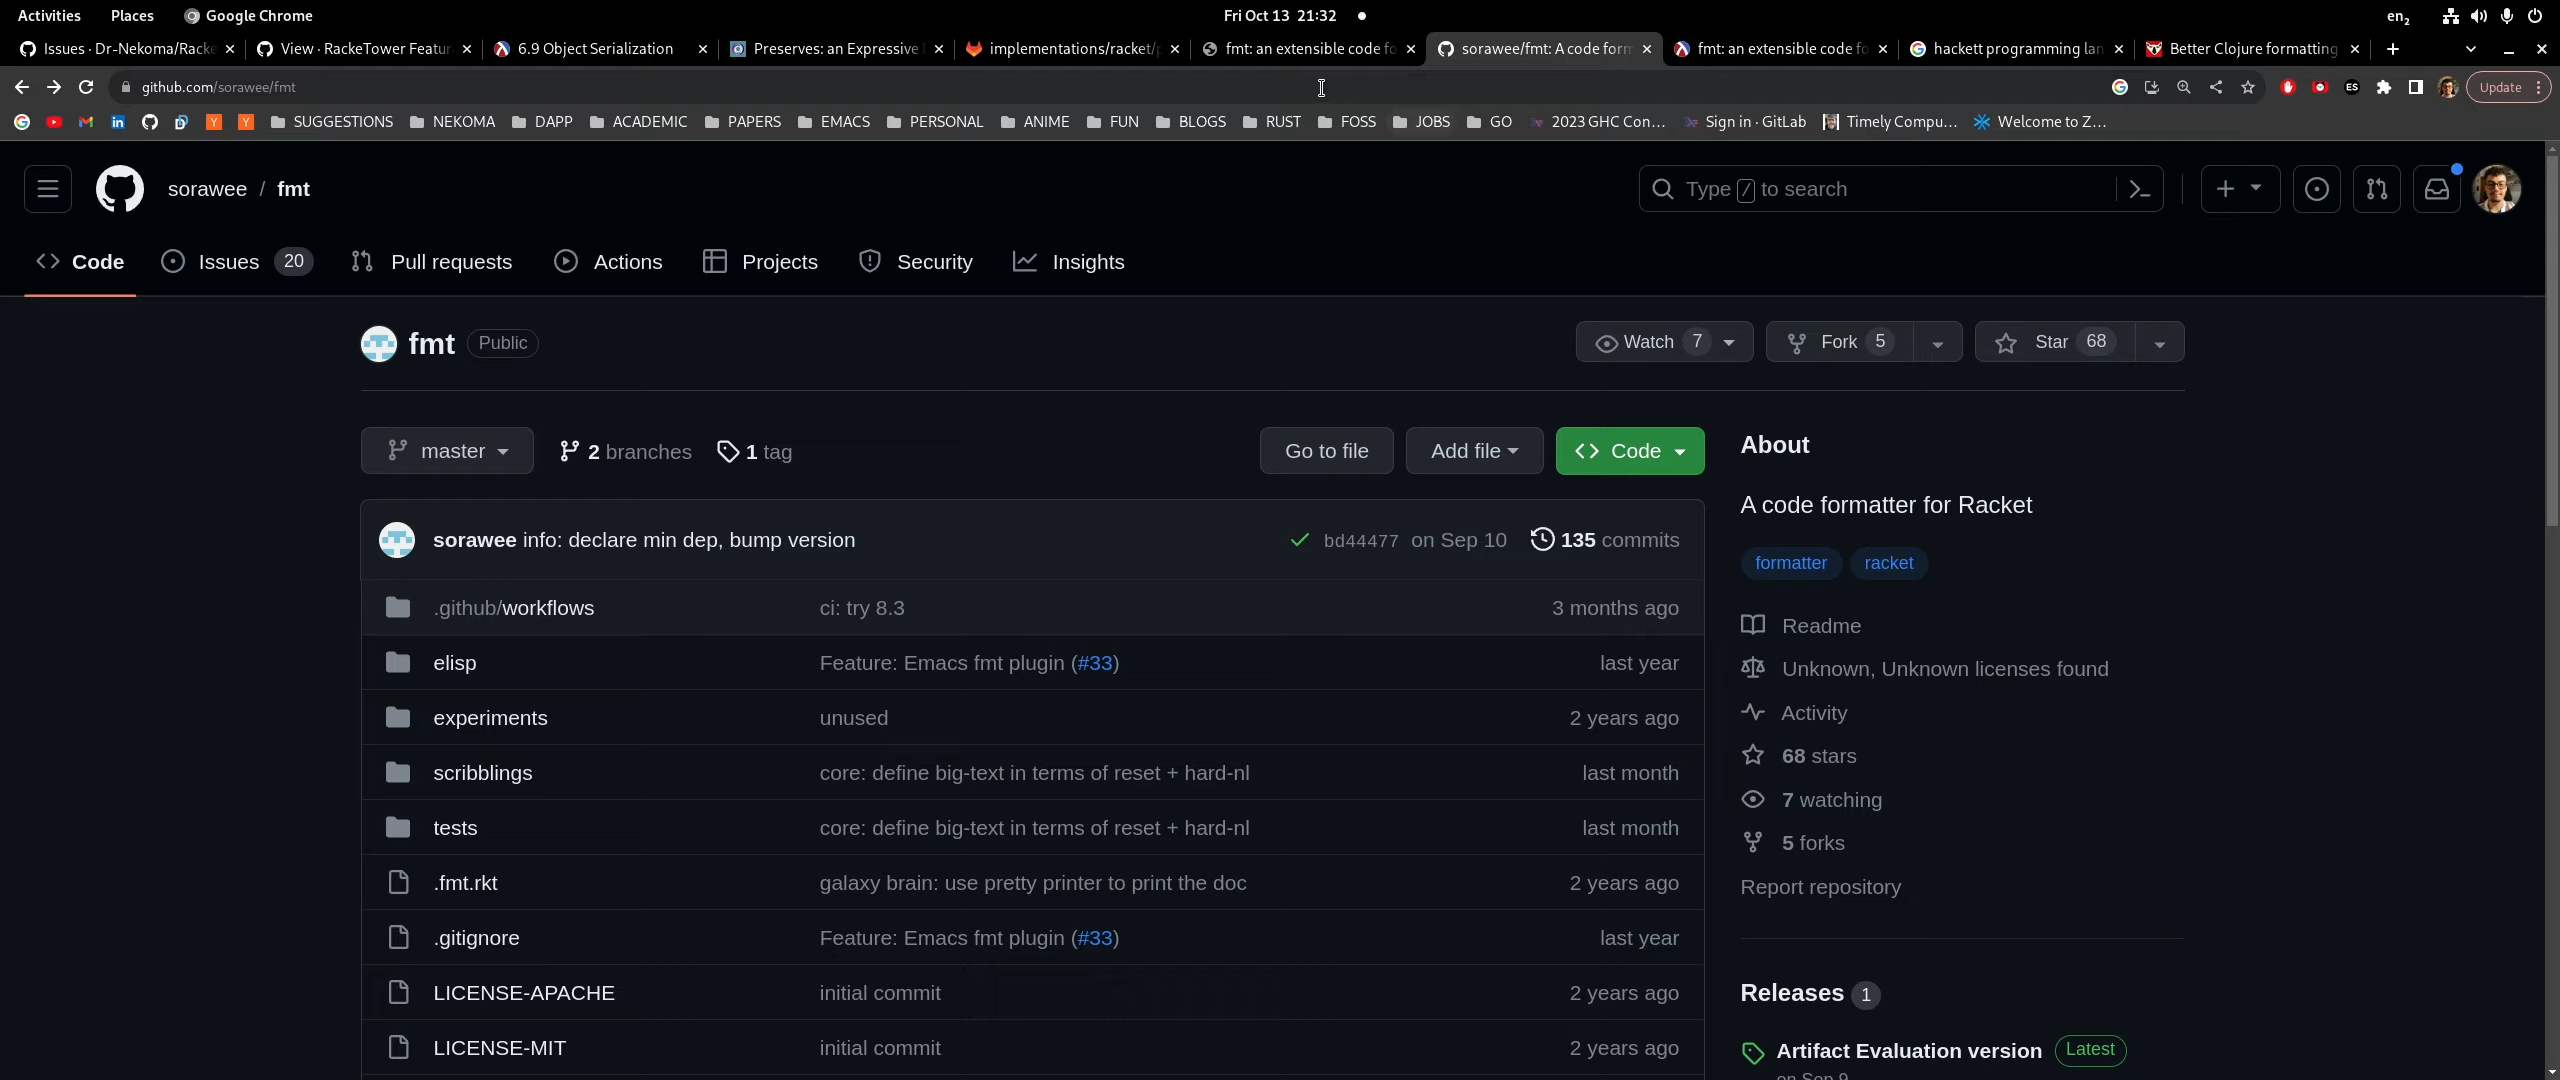 Activities Places Google Chrome Fri Oct 13 21:32 en2
Issues · Dr-Nekoma/Racke View · RackeTower Featur 6.9 Object Serialization Preserves: an Expressive implementations/racket/p fmt: an extensible code fo sorawee/fmt: A code form fmt: an extensible code fo hackett programming lan Better Clojure formatting
github.com/sorawee/fmt ES Update
SUGGESTIONS NEKOMA DAPP ACADEMIC PAPERS EMACS PERSONAL ANIME FUN BLOGS RUST FOSS JOBS GO 2023 GHC Con... Sign in · GitLab Timely Compu... Welcome to Z...
sorawee / fmt Type / to search
Code Issues 20 Pull requests Actions Projects Security Insights
fmt Public Watch 7 Fork 5 Star 68
master 2 branches 1 tag Go to file Add file Code
sorawee info: declare min dep, bump version bd44477 on Sep 10 135 commits
.github/workflows ci: try 8.3 3 months ago
elisp Feature: Emacs fmt plugin (#33) last year
experiments unused 2 years ago
scribblings core: define big-text in terms of reset + hard-nl last month
tests core: define big-text in terms of reset + hard-nl last month
.fmt.rkt galaxy brain: use pretty printer to print the doc 2 years ago
.gitignore Feature: Emacs fmt plugin (#33) last year
LICENSE-APACHE initial commit 2 years ago
LICENSE-MIT initial commit 2 years ago
About
A code formatter for Racket
formatter racket
Readme
Unknown, Unknown licenses found
Activity
68 stars
7 watching
5 forks
Report repository
Releases 1
Artifact Evaluation version Latest
on Sep 9